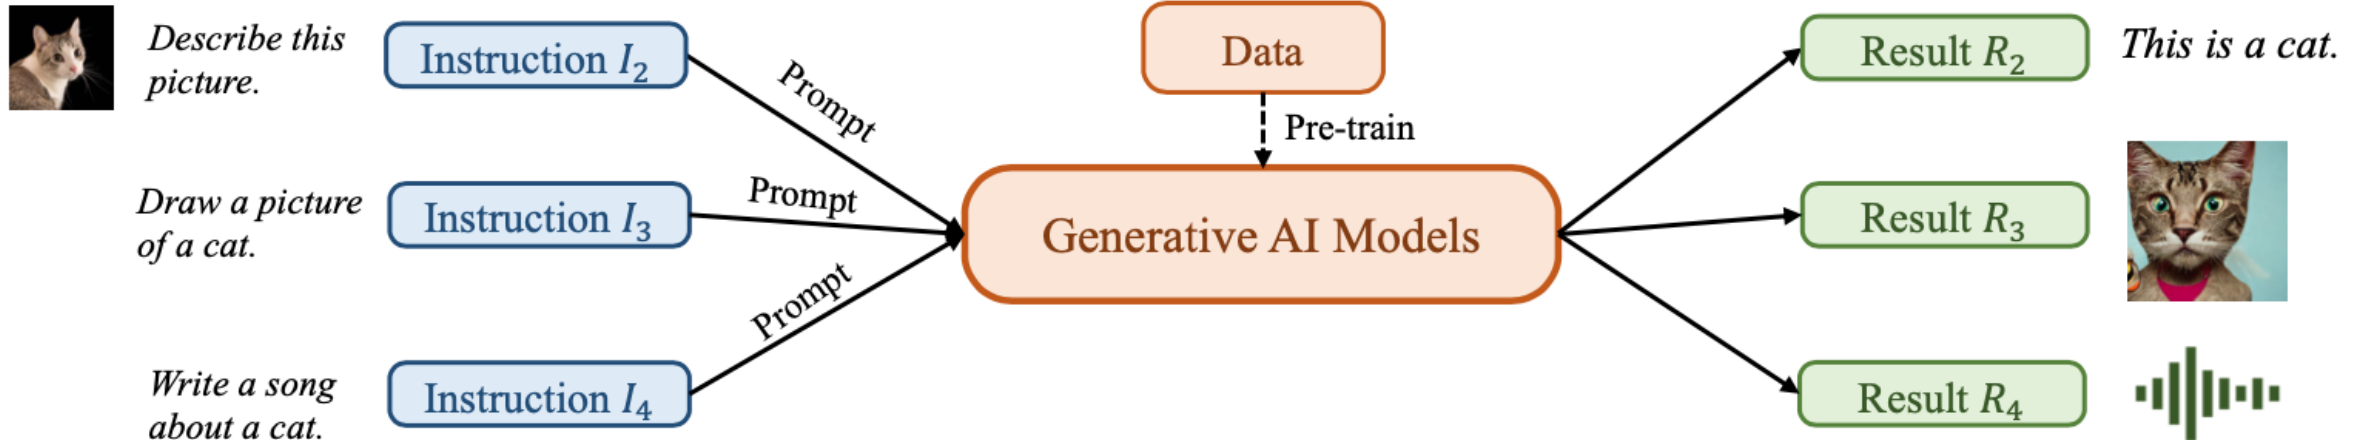 Describe this
picture.
Instruction I₂
Prompt
Data
Pre-train
Result R₂
This is a cat.
Draw a picture
of a cat.
Instruction I₃
Prompt
Generative AI Models
Result R₃
Write a song
about a cat.
Instruction I₄
Prompt
Result R₄